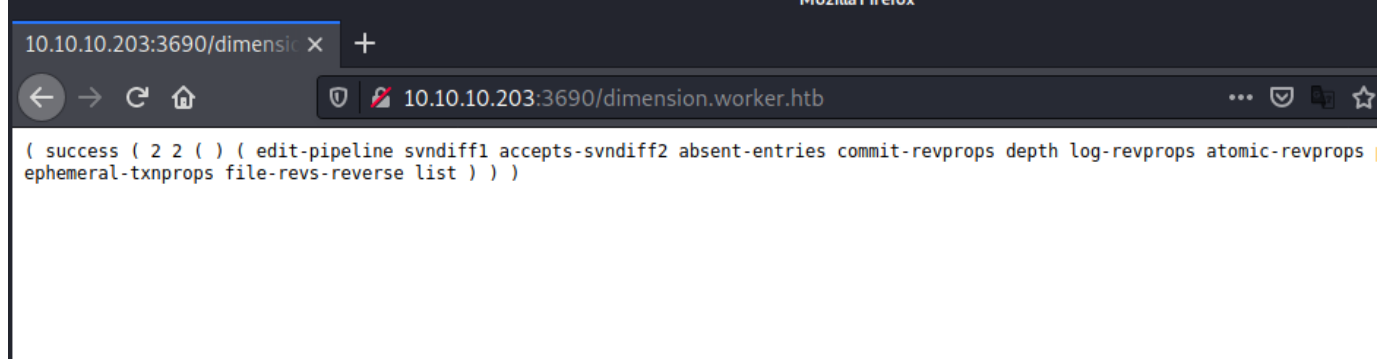 Mozilla Firefox
10.10.10.203:3690/dimensic
10.10.10.203:3690/dimension.worker.htb
( success ( 2 2 ( ) ( edit-pipeline svndiff1 accepts-svndiff2 absent-entries commit-revprops depth log-revprops atomic-revprops
ephemeral-txnprops file-revs-reverse list ) ) )